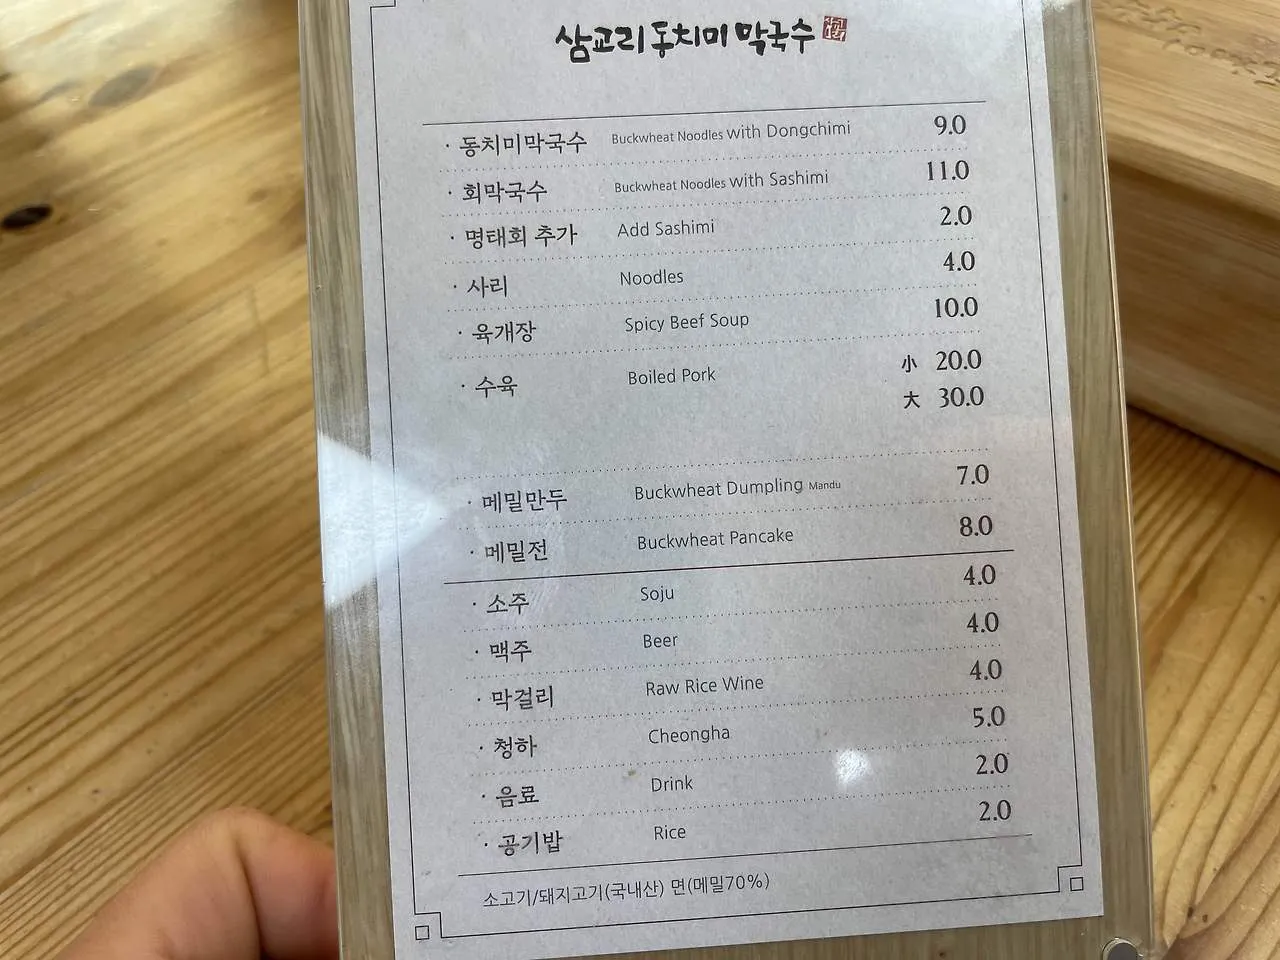 삼교리 동치미 막국수
· 동치미막국수 Buckwheat Noodles with Dongchimi 9.0
· 회막국수 Buckwheat Noodles with Sashimi 11.0
· 명태회 추가 Add Sashimi 2.0
· 사리 Noodles 4.0
· 육개장 Spicy Beef Soup 10.0
· 수육 Boiled Pork 小 20.0
大 30.0
· 메밀만두 Buckwheat Dumpling Mandu 7.0
· 메밀전 Buckwheat Pancake 8.0
· 소주 Soju 4.0
· 맥주 Beer 4.0
· 막걸리 Raw Rice Wine 4.0
· 청하 Cheongha 5.0
· 음료 Drink 2.0
· 공기밥 Rice 2.0
소고기/돼지고기(국내산) 면(메밀70%)